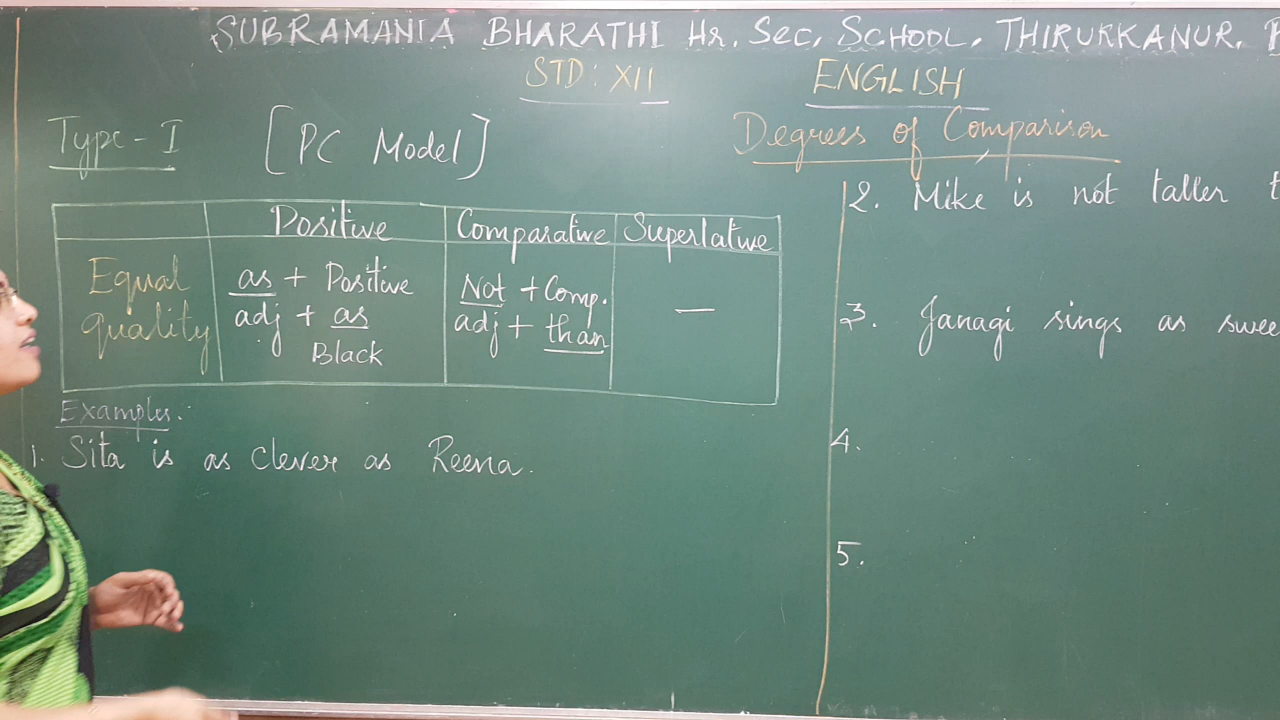 SUBRAMANIA BHARATHI Hr. Sec. SCHOOL, THIRUKKANUR,
STD: XII ENGLISH
Type - I [PC Model] Degrees of Comparison
Positive Comparative Superlative
Equal quality
as + Positive
adj + as
Black
Not + Comp.
adj + than
—
Examples:
1. Sita is as clever as Reena.
2. Mike is not taller
3. Janagi sings as
4.
5.